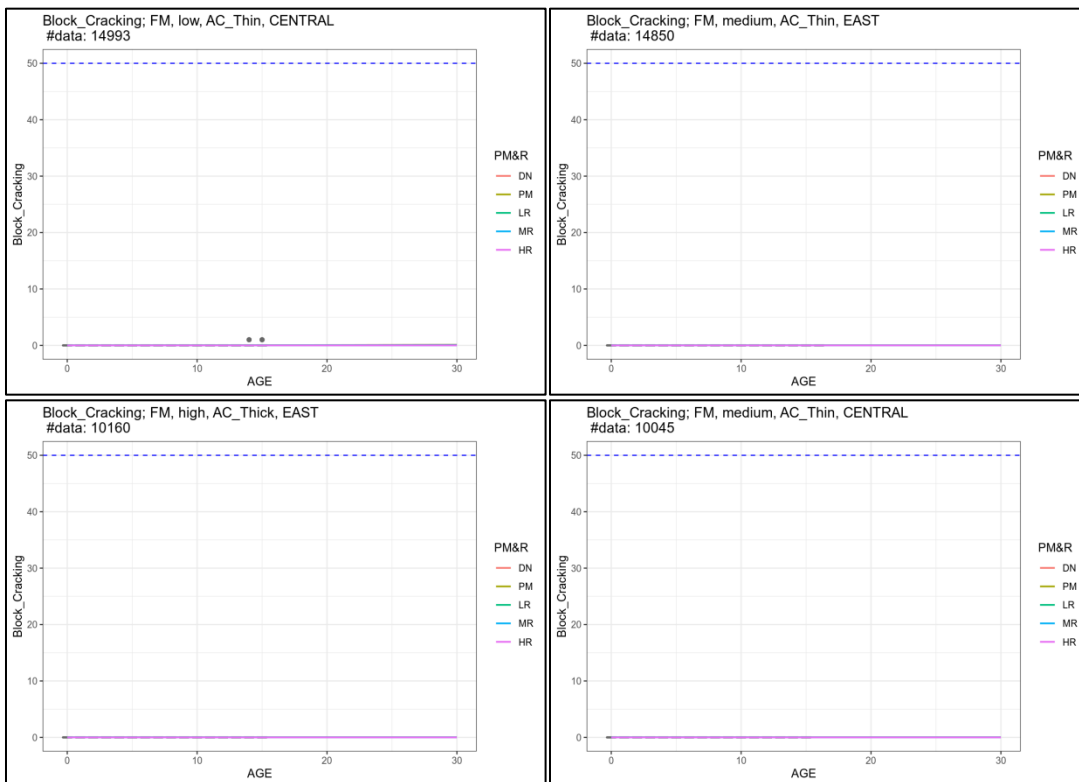 Block_Cracking; FM, low, AC_Thin, CENTRAL
#data: 14993
50
40
30
20
10
0
Block_Cracking
0
10
20
30
AGE
PM&R
DN
PM
LR
MR
HR
Block_Cracking; FM, medium, AC_Thin, EAST
#data: 14850
50
40
30
20
10
0
Block_Cracking
0
10
20
30
AGE
PM&R
DN
PM
LR
MR
HR
Block_Cracking; FM, high, AC_Thick, EAST
#data: 10160
50
40
30
20
10
0
Block_Cracking
0
10
20
30
AGE
PM&R
DN
PM
LR
MR
HR
Block_Cracking; FM, medium, AC_Thin, CENTRAL
#data: 10045
50
40
30
20
10
0
Block_Cracking
0
10
20
30
AGE
PM&R
DN
PM
LR
MR
HR